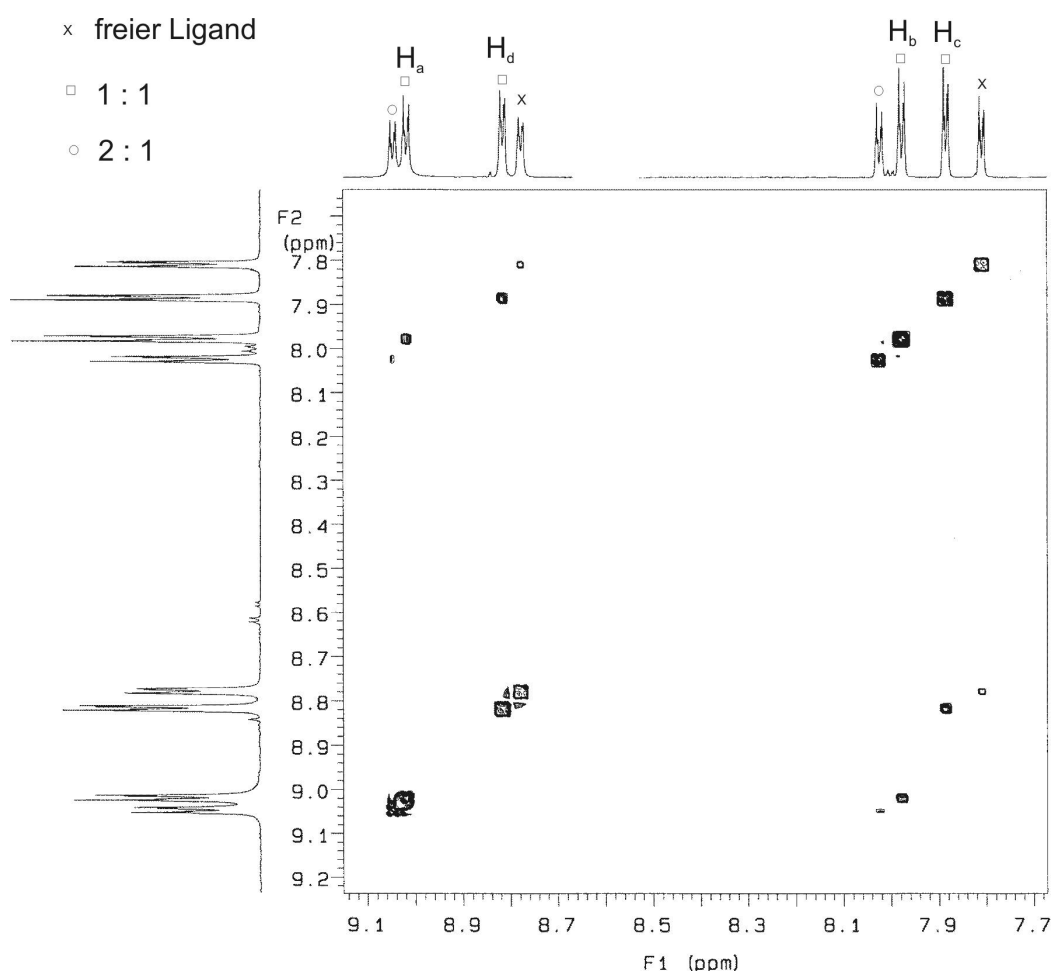 x freier Ligand
□ 1 : 1
○ 2 : 1
Hₐ
H_d
H_b
H_c
x
x
F2
(ppm)
7.8
7.9
8.0
8.1
8.2
8.3
8.4
8.5
8.6
8.7
8.8
8.9
9.0
9.1
9.2
9.1 8.9 8.7 8.5 8.3 8.1 7.9 7.7
F1 (ppm)